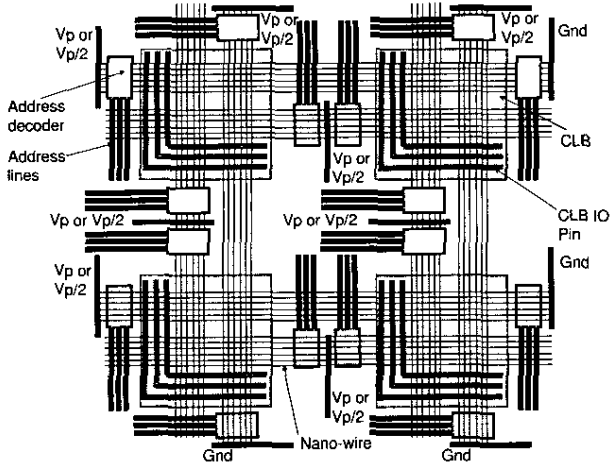 Vp or
Vp/2
Vp or
Vp/2
Vp or
Vp/2
Gnd
Address
decoder
Address
lines
CLB
Vp or
Vp/2
Vp or Vp/2
Vp or Vp/2
CLB IO
Pin
Vp or
Vp/2
Gnd
Vp or
Vp/2
Nano-wire
Gnd
Gnd